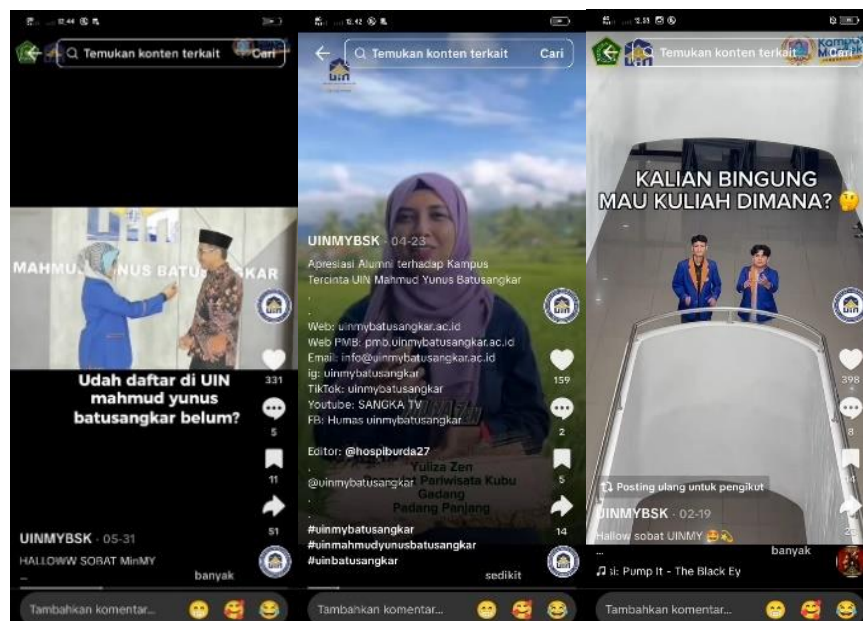 12.44
Temukan konten terkait
Cari
MAHMUD YUNUS BATUSANGKAR
Udah daftar di UIN
mahmud yunus
batusangkar belum?
331
5
11
51
UINMYBSK · 05-31
HALLOWW SOBAT MinMY
...
banyak
Tambahkan komentar...
12.42
Temukan konten terkait
Cari
UIN
UINMYBSK · 04-23
Apresiasi Alumni terhadap Kampus
Tercinta UIN Mahmud Yunus Batusangkar
.
.
Web: uinmybatusangkar.ac.id
Web PMB: pmb.uinmybatusangkar.ac.id
Email: info@uinmybatusangkar.ac.id
ig: uinmybatusangkar
TikTok: uinmybatusangkar
Youtube: SANGKA TV
FB: Humas uinmybatusangkar
.
Editor: @hospiburda27
.
@uinmybatusangkar
.
.
#uinmybatusangkar
#uinmahmudyunusbatusangkar
#uinbatusangkar
Yuliza Zen
Pariwisata Kubu
Gadang
Padang Panjang
159
2
5
14
sedikit
Tambahkan komentar...
Temukan konten terkait
Cari
KALIAN BINGUNG
MAU KULIAH DIMANA? 🤔
398
8
Posting ulang untuk pengikut
UINMYBSK · 02-19
Hallow sobat UINMY
...
banyak
si: Pump It - The Black Ey
Tambahkan komentar...